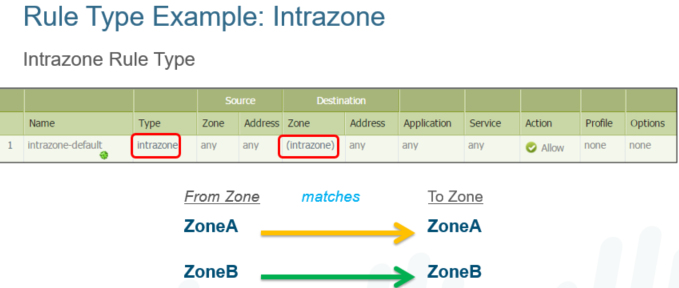 Rule Type Example: Intrazone
Intrazone Rule Type
Source Destination
Name Type Zone Address Zone Address Application Service Action Profile Options
1 intrazone-default intrazone any any (intrazone) any any any Allow none none
From Zone matches To Zone
ZoneA ZoneA
ZoneB ZoneB